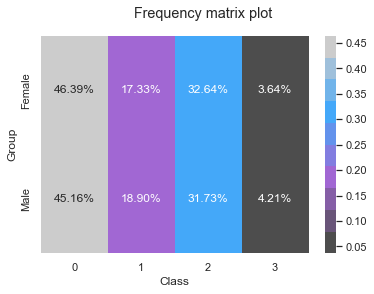 Frequency matrix plot
Group
Female
46.39% 17.33% 32.64% 3.64%
Male
45.16% 18.90% 31.73% 4.21%
0 1 2 3
Class
0.45
0.40
0.35
0.30
0.25
0.20
0.15
0.10
0.05